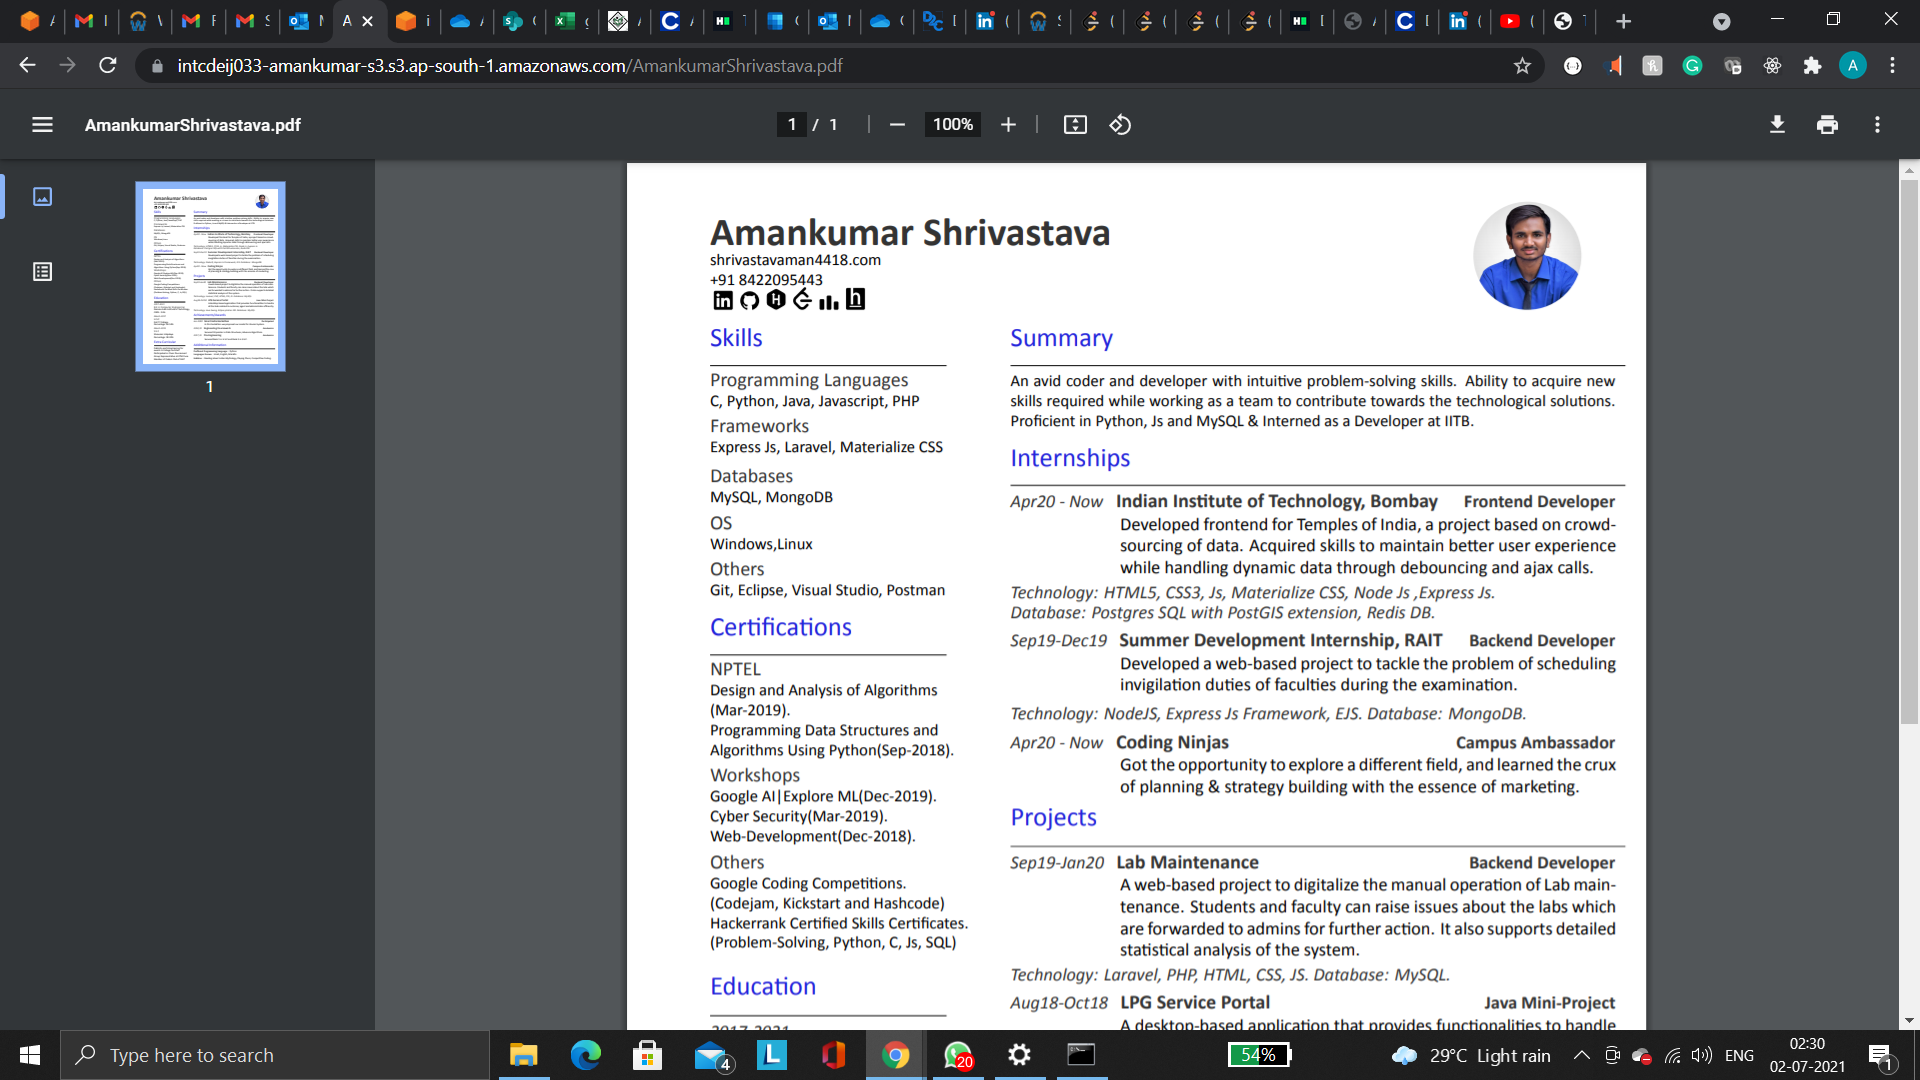 intcdeij033-amankumar-s3.s3.ap-south-1.amazonaws.com/AmankumarShrivastava.pdf
AmankumarShrivastava.pdf
1 / 1
100%
1
Amankumar Shrivastava
shrivastavaman4418.com
+91 8422095443
Skills
Programming Languages
C, Python, Java, Javascript, PHP
Frameworks
Express Js, Laravel, Materialize CSS
Databases
MySQL, MongoDB
OS
Windows,Linux
Others
Git, Eclipse, Visual Studio, Postman
Certifications
NPTEL
Design and Analysis of Algorithms
(Mar-2019).
Programming Data Structures and
Algorithms Using Python(Sep-2018).
Workshops
Google AI|Explore ML(Dec-2019).
Cyber Security(Mar-2019).
Web-Development(Dec-2018).
Others
Google Coding Competitions.
(Codejam, Kickstart and Hashcode)
Hackerrank Certified Skills Certificates.
(Problem-Solving, Python, C, Js, SQL)
Education
2017-2021
Summary
An avid coder and developer with intuitive problem-solving skills. Ability to acquire new
skills required while working as a team to contribute towards the technological solutions.
Proficient in Python, Js and MySQL & Interned as a Developer at IITB.
Internships
Apr20 - Now Indian Institute of Technology, Bombay Frontend Developer
Developed frontend for Temples of India, a project based on crowd-
sourcing of data. Acquired skills to maintain better user experience
while handling dynamic data through debouncing and ajax calls.
Technology: HTML5, CSS3, Js, Materialize CSS, Node Js ,Express Js.
Database: Postgres SQL with PostGIS extension, Redis DB.
Sep19-Dec19 Summer Development Internship, RAIT Backend Developer
Developed a web-based project to tackle the problem of scheduling
invigilation duties of faculties during the examination.
Technology: NodeJS, Express Js Framework, EJS. Database: MongoDB.
Apr20 - Now Coding Ninjas Campus Ambassador
Got the opportunity to explore a different field, and learned the crux
of planning & strategy building with the essence of marketing.
Projects
Sep19-Jan20 Lab Maintenance Backend Developer
A web-based project to digitalize the manual operation of Lab main-
tenance. Students and faculty can raise issues about the labs which
are forwarded to admins for further action. It also supports detailed
statistical analysis of the system.
Technology: Laravel, PHP, HTML, CSS, JS. Database: MySQL.
Aug18-Oct18 LPG Service Portal Java Mini-Project
A desktop-based application that provides functionalities to handle
Type here to search
4
20
54%
29°C Light rain
ENG
02:30
02-07-2021
1